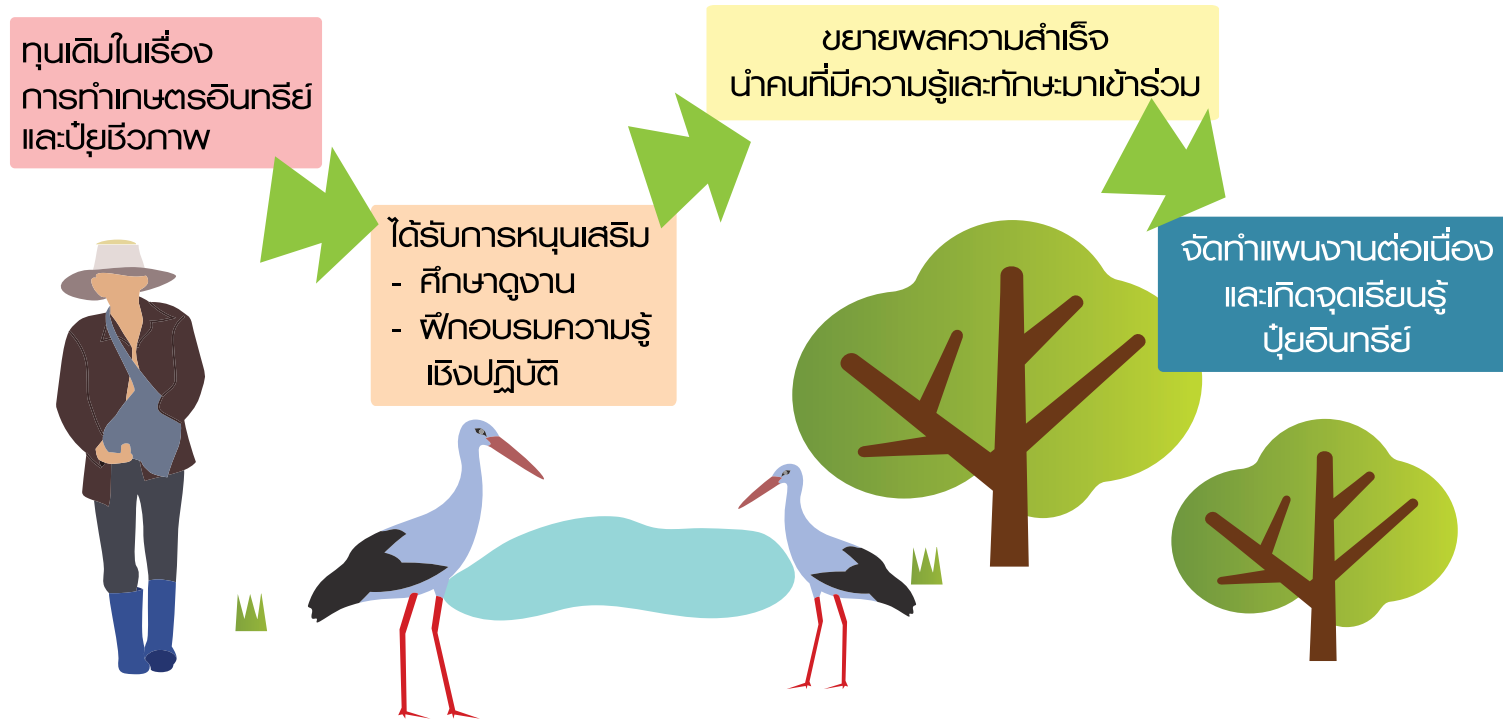 ทุนเดิมในเรื่อง
การทำเกษตรอินทรีย์
และปุ๋ยชีวภาพ
ได้รับการหนุนเสริม
- ศึกษาดูงาน
- ฝึกอบรมความรู้
เชิงปฏิบัติ
ขยายผลความสำเร็จ
นำคนที่มีความรู้และทักษะมาเข้าร่วม
จัดทำแผนงานต่อเนื่อง
และเกิดจุดเรียนรู้
ปุ๋ยอินทรีย์